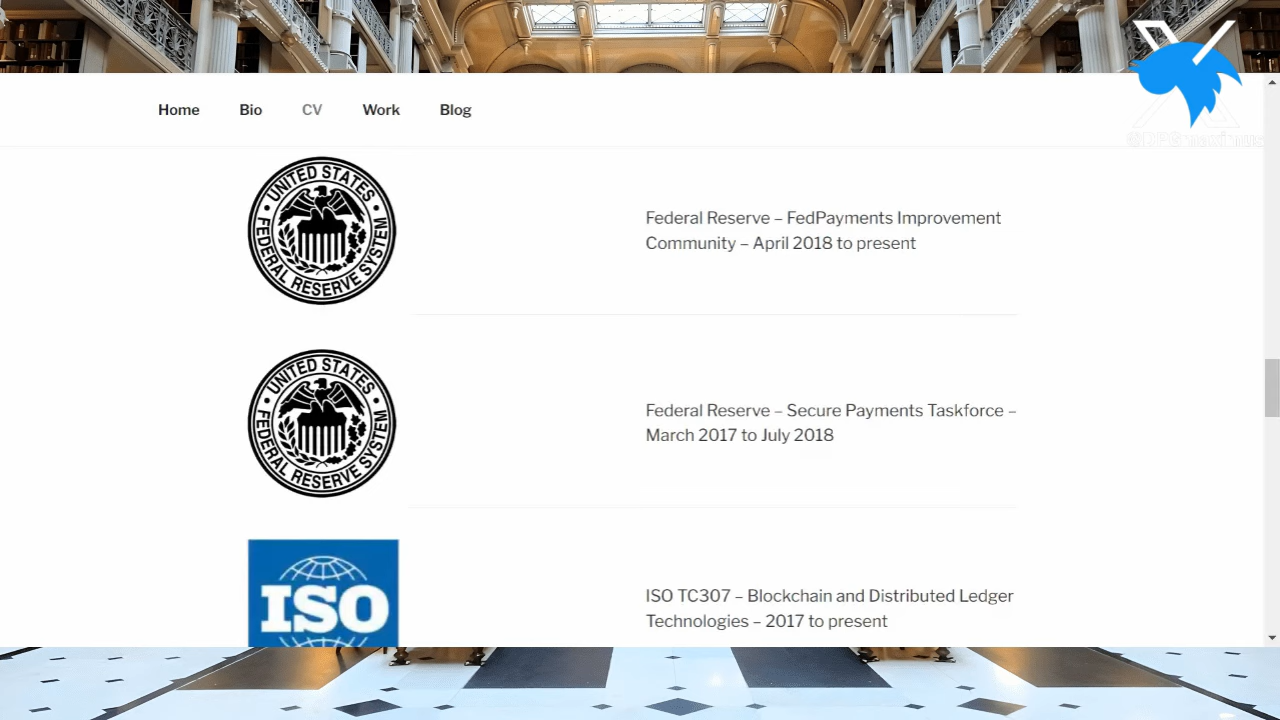 Home Bio CV Work Blog
UNITED STATES FEDERAL RESERVE SYSTEM
Federal Reserve – FedPayments Improvement
Community – April 2018 to present
UNITED STATES FEDERAL RESERVE SYSTEM
Federal Reserve – Secure Payments Taskforce –
March 2017 to July 2018
ISO
ISO TC307 – Blockchain and Distributed Ledger
Technologies – 2017 to present